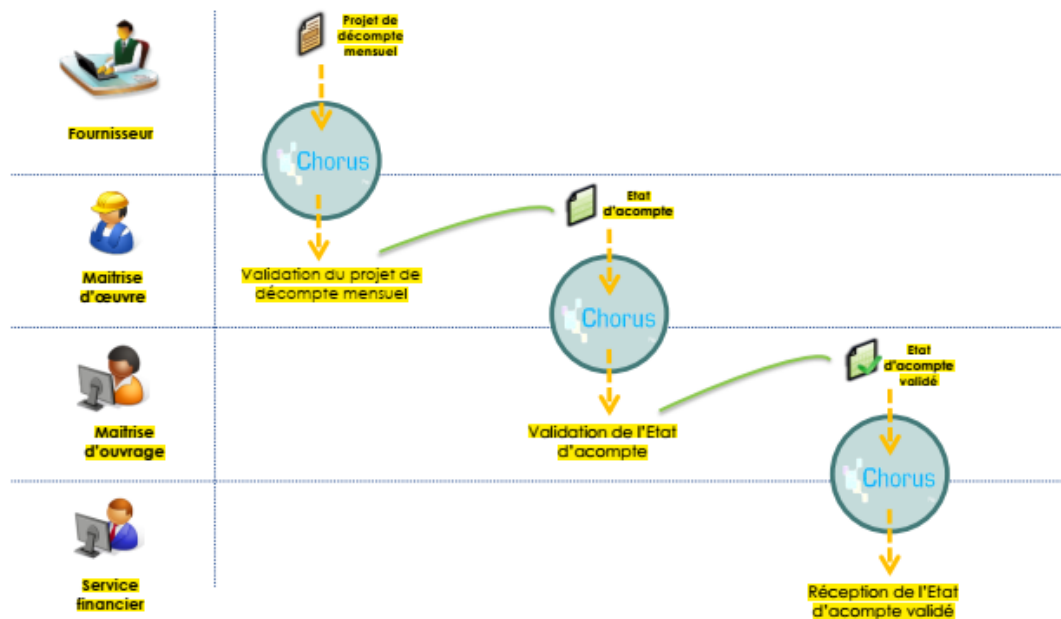 Projet de
décompte
mensuel
Fournisseur
Chorus
Maitrise
d'œuvre
Validation du projet de
décompte mensuel
Etat
d'acompte
Chorus
Maitrise
d'ouvrage
Validation de l'Etat
d'acompte
Etat
d'acompte
validé
Chorus
Service
financier
Réception de l'Etat
d'acompte validé